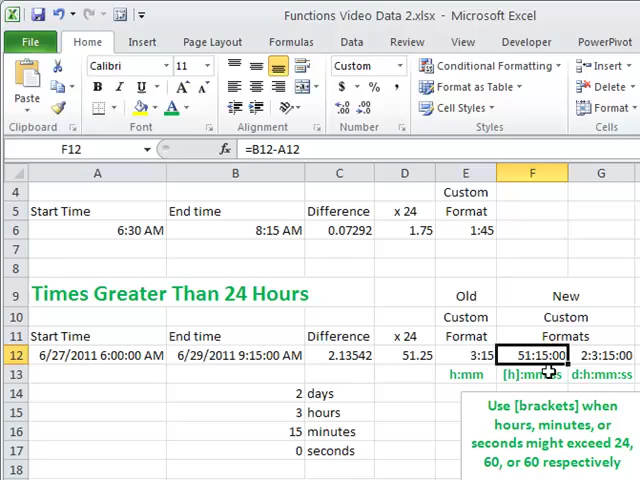 Functions Video Data 2.xlsx - Microsoft Excel
File Home Insert Page Layout Formulas Data View Developer PowerPivot
Paste Calibri 11 Custom Conditional Formatting Insert
B I U A A $ % , Format as Table Delete
A Cell Styles Format
Clipboard Font Alignment Number Styles Cells
F12 fx =B12-A12
A B C D E F G
4 Custom
5 Start Time End time Difference x 24 Format
6 6:30 AM 8:15 AM 0.07292 1.75 1:45
7
8
9 Times Greater Than 24 Hours Old New
10 Custom Custom
11 Start Time End Time Difference x 24 Format Formats
12 6/27/2011 6:00:00 AM 6/29/2011 9:15:00 AM 2.13542 51.25 3:15 51:15:00 2:3:15:00
13 h:mm [h]:mm:ss d:h:mm:ss
14 2 days
15 3 hours
16 15 minutes
17 0 seconds
18
Use [brackets] when
hours, minutes, or
seconds might exceed 24,
60, or 60 respectively